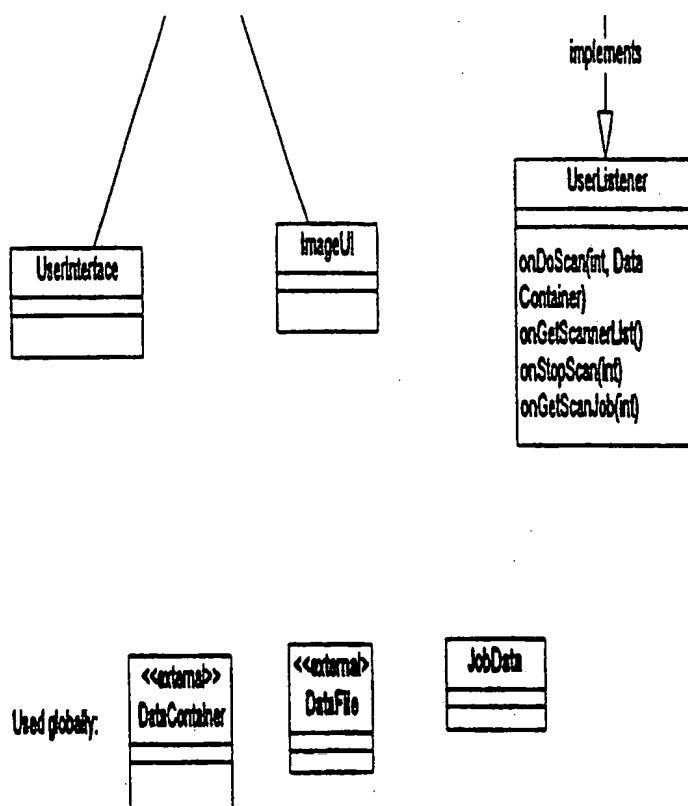 implements
UserListener
onDoScan(int, Data
Container)
onGetScannerList()
onStopScan(int)
onGetScanJob(int)
UserInterface
ImageUI
Used globally:
<<external>>
DataContainer
<<external>
DataFile
JobData